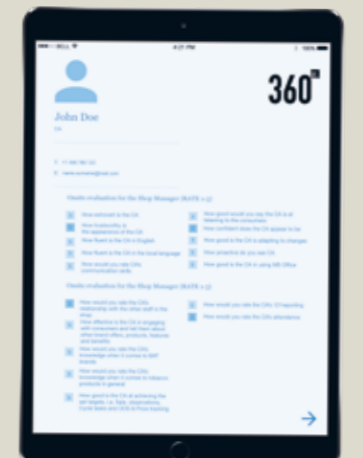 BELL 4:21 PM 100%
360
John Doe
CA
Onsite evaluation for the Shop Manager (RATE 1-5)
How extrovert is the CA
How trustworthy is
the appearance of the CA
How fluent is the CA in English
How fluent is the CA in the local language
How would you rate CA's
communication skills
How good would you say the CA is at
listening to the consumers
How confident does the CA appear to be
How good is the CA in adapting to changes
How proactive do you see CA
How good is the CA in using MS Office
Onsite evaluation for the Shop Manager (RATE 1-5)
How would you rate the CA's
relationship with the other staff in the
shop
How effective is the CA in engaging
with consumers and tell them about
other brand offers, products, features
and benefits
How would you rate the CA's
knowledge when it comes to BAT
brands
How would you rate the CA's
knowledge when it comes to tobacco
products in general
How good is the CA at achieving the
set targets, i.e. Sales,
Cycle tasks and OOS & Price tracking
How would you rate the CA's reporting
How would you rate the CA's attendance